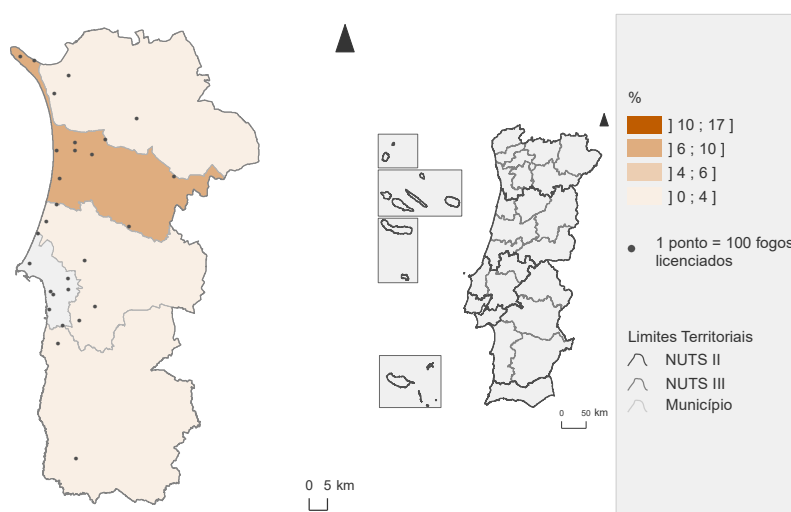 %
] 10 ; 17 ]
] 6 ; 10 ]
] 4 ; 6 ]
] 0 ; 4 ]
1 ponto = 100 fogos
licenciados
Limites Territoriais
NUTS II
NUTS III
Município
0 50 km
0 5 km